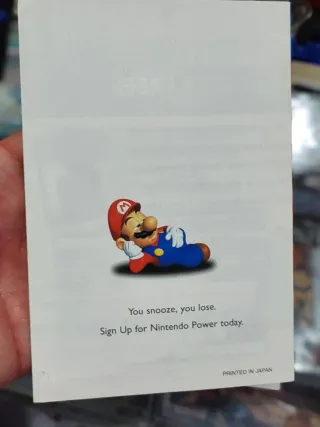 M
You snooze, you lose.
Sign Up for Nintendo Power today.
PRINTED IN JAPAN